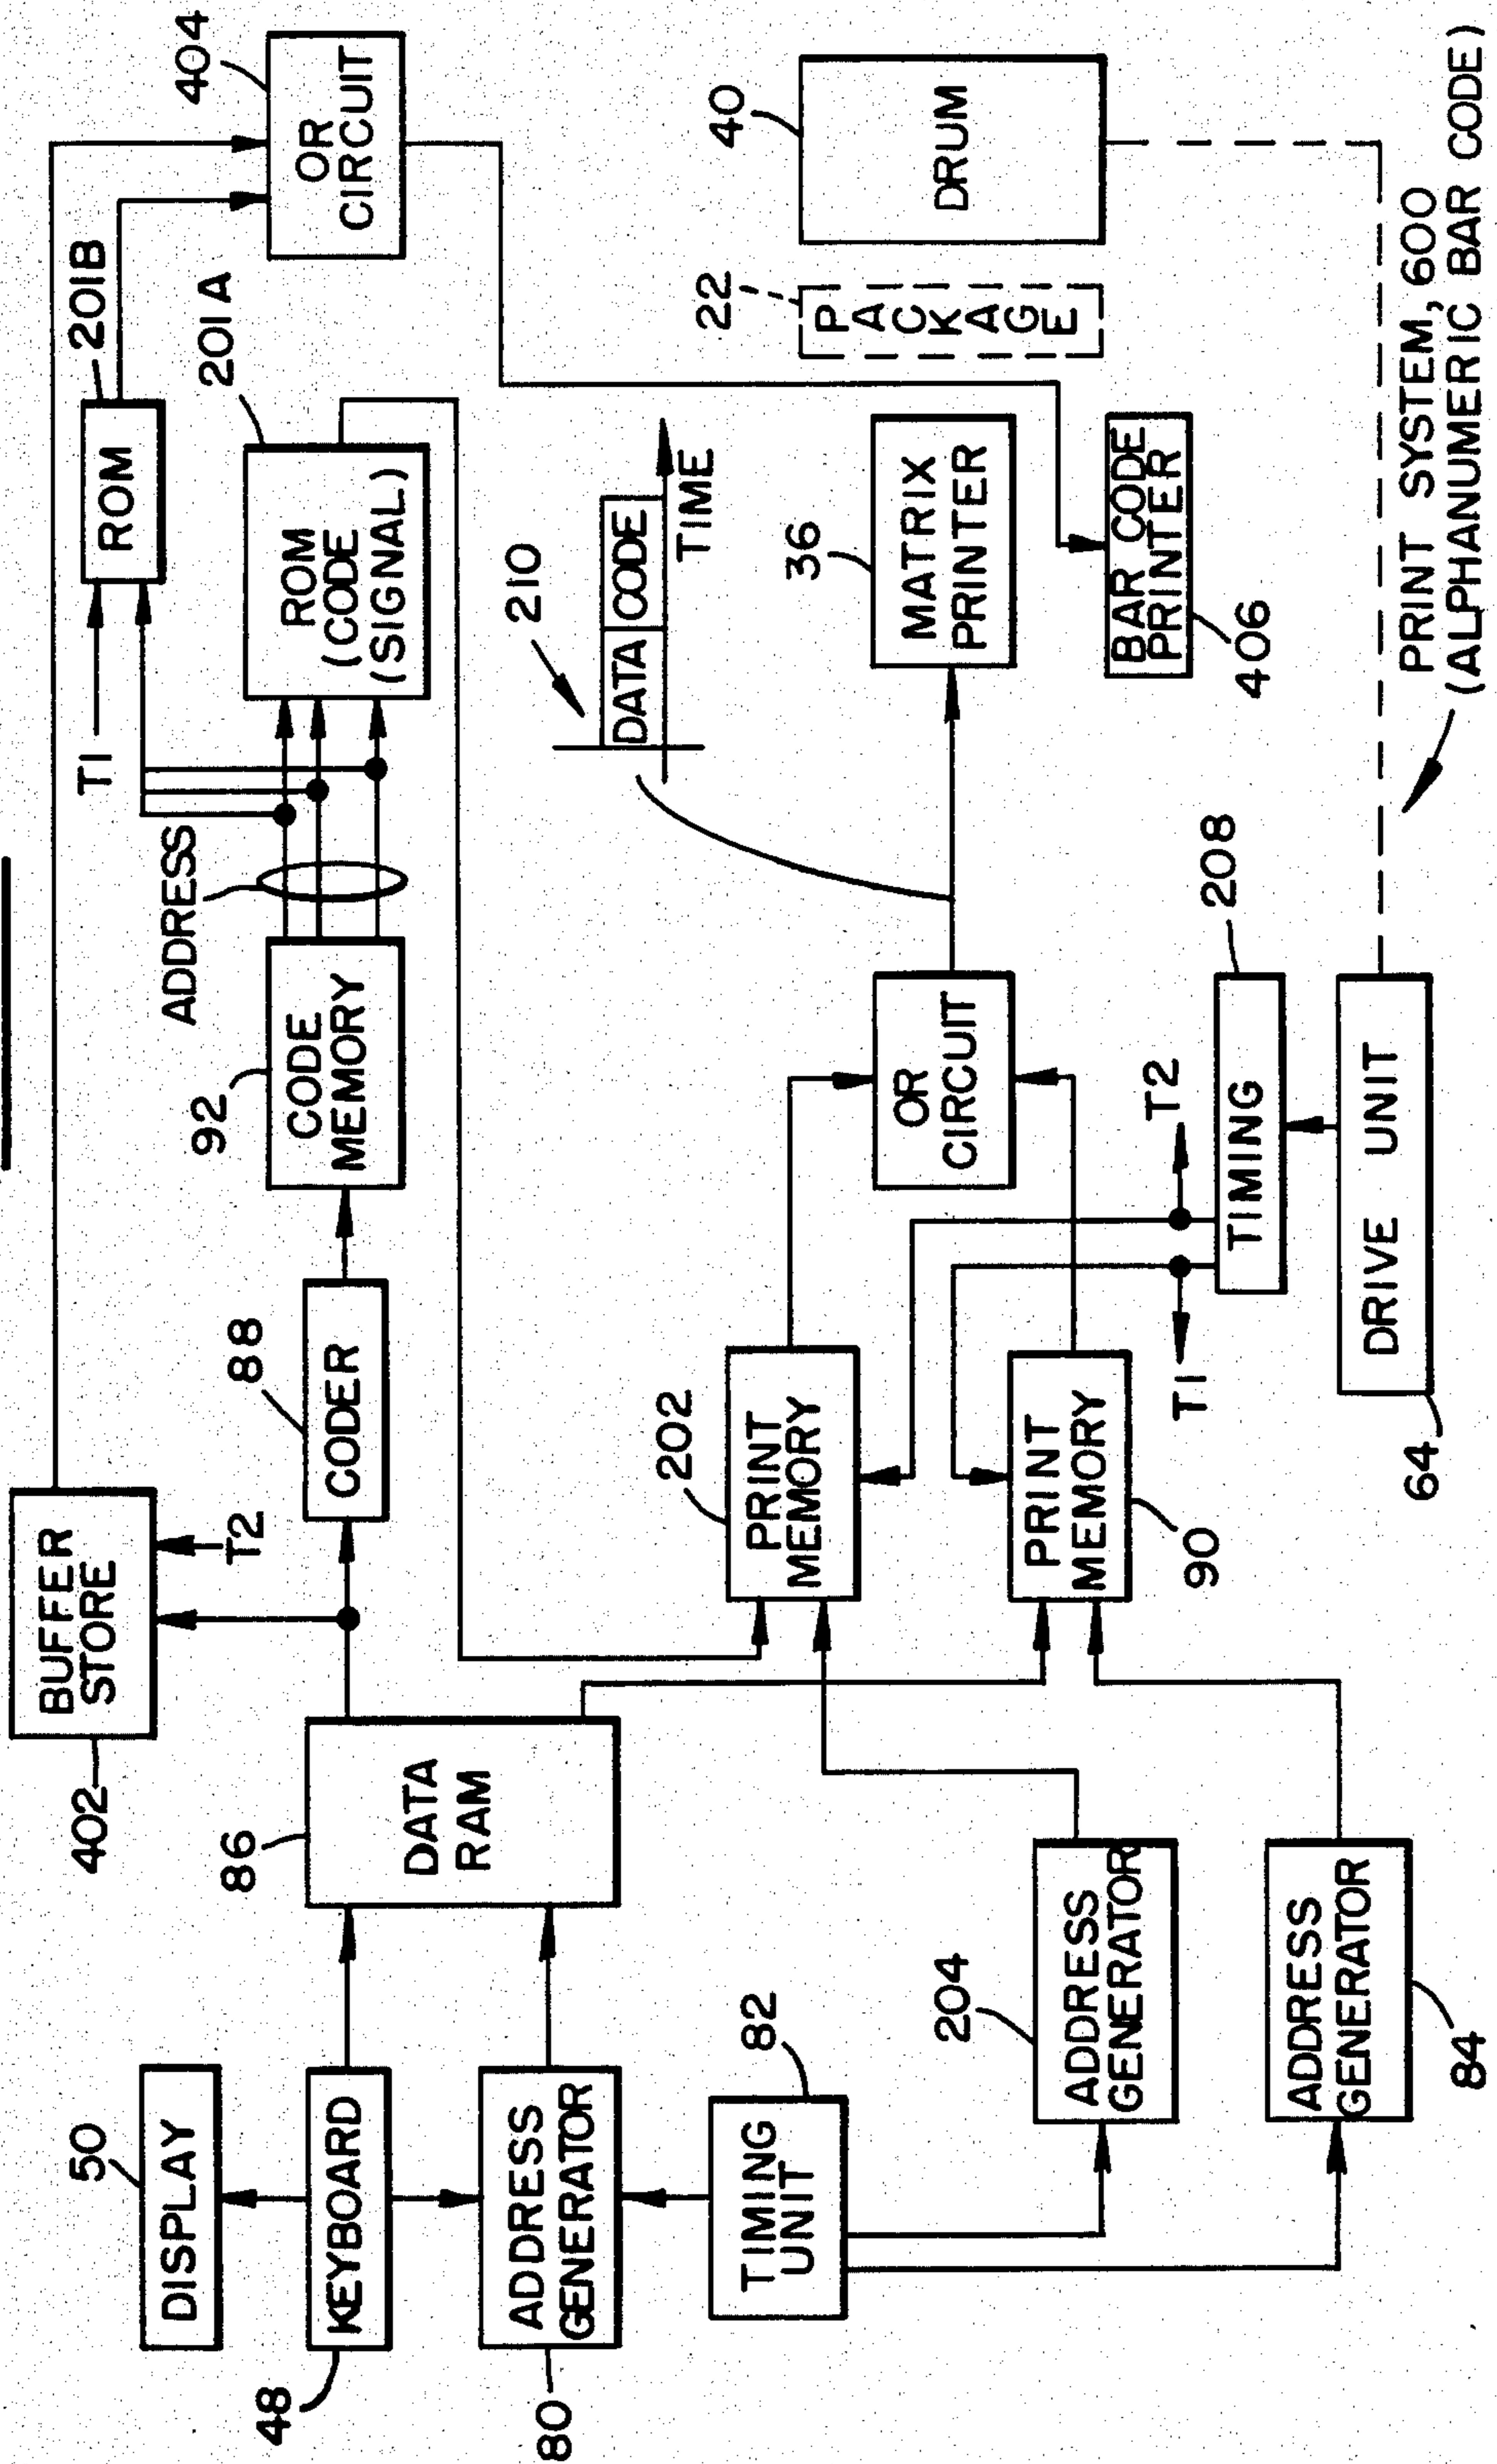 402
BUFFER
STORE
T2
T1
ROM
201B
404
OR
CIRCUIT
50
DISPLAY
48
KEYBOARD
80
ADDRESS
GENERATOR
86
DATA
RAM
88
CODER
92
CODE
MEMORY
ADDRESS
201A
ROM
(CODE
(SIGNAL)
82
TIMING
UNIT
202
PRINT
MEMORY
210
DATA
CODE
TIME
22
PACKAGE
40
DRUM
204
ADDRESS
GENERATOR
84
ADDRESS
GENERATOR
PRINT
MEMORY
90
OR
CIRCUIT
36
MATRIX
PRINTER
BAR CODE
PRINTER
406
T1
T2
TIMING
208
DRIVE UNIT
64
PRINT SYSTEM, 600
(ALPHANUMERIC BAR CODE)